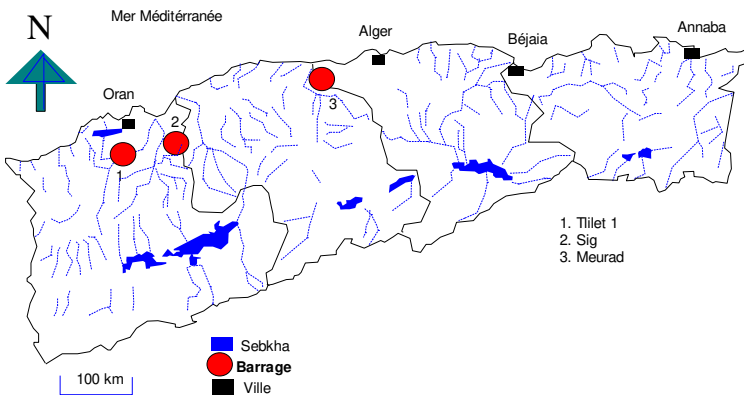 Mer Méditérranée
N
Alger
Béjaia
Annaba
Oran
2
3
1
1. Tlilet 1
2. Sig
3. Meurad
Sebkha
Barrage
Ville
100 km